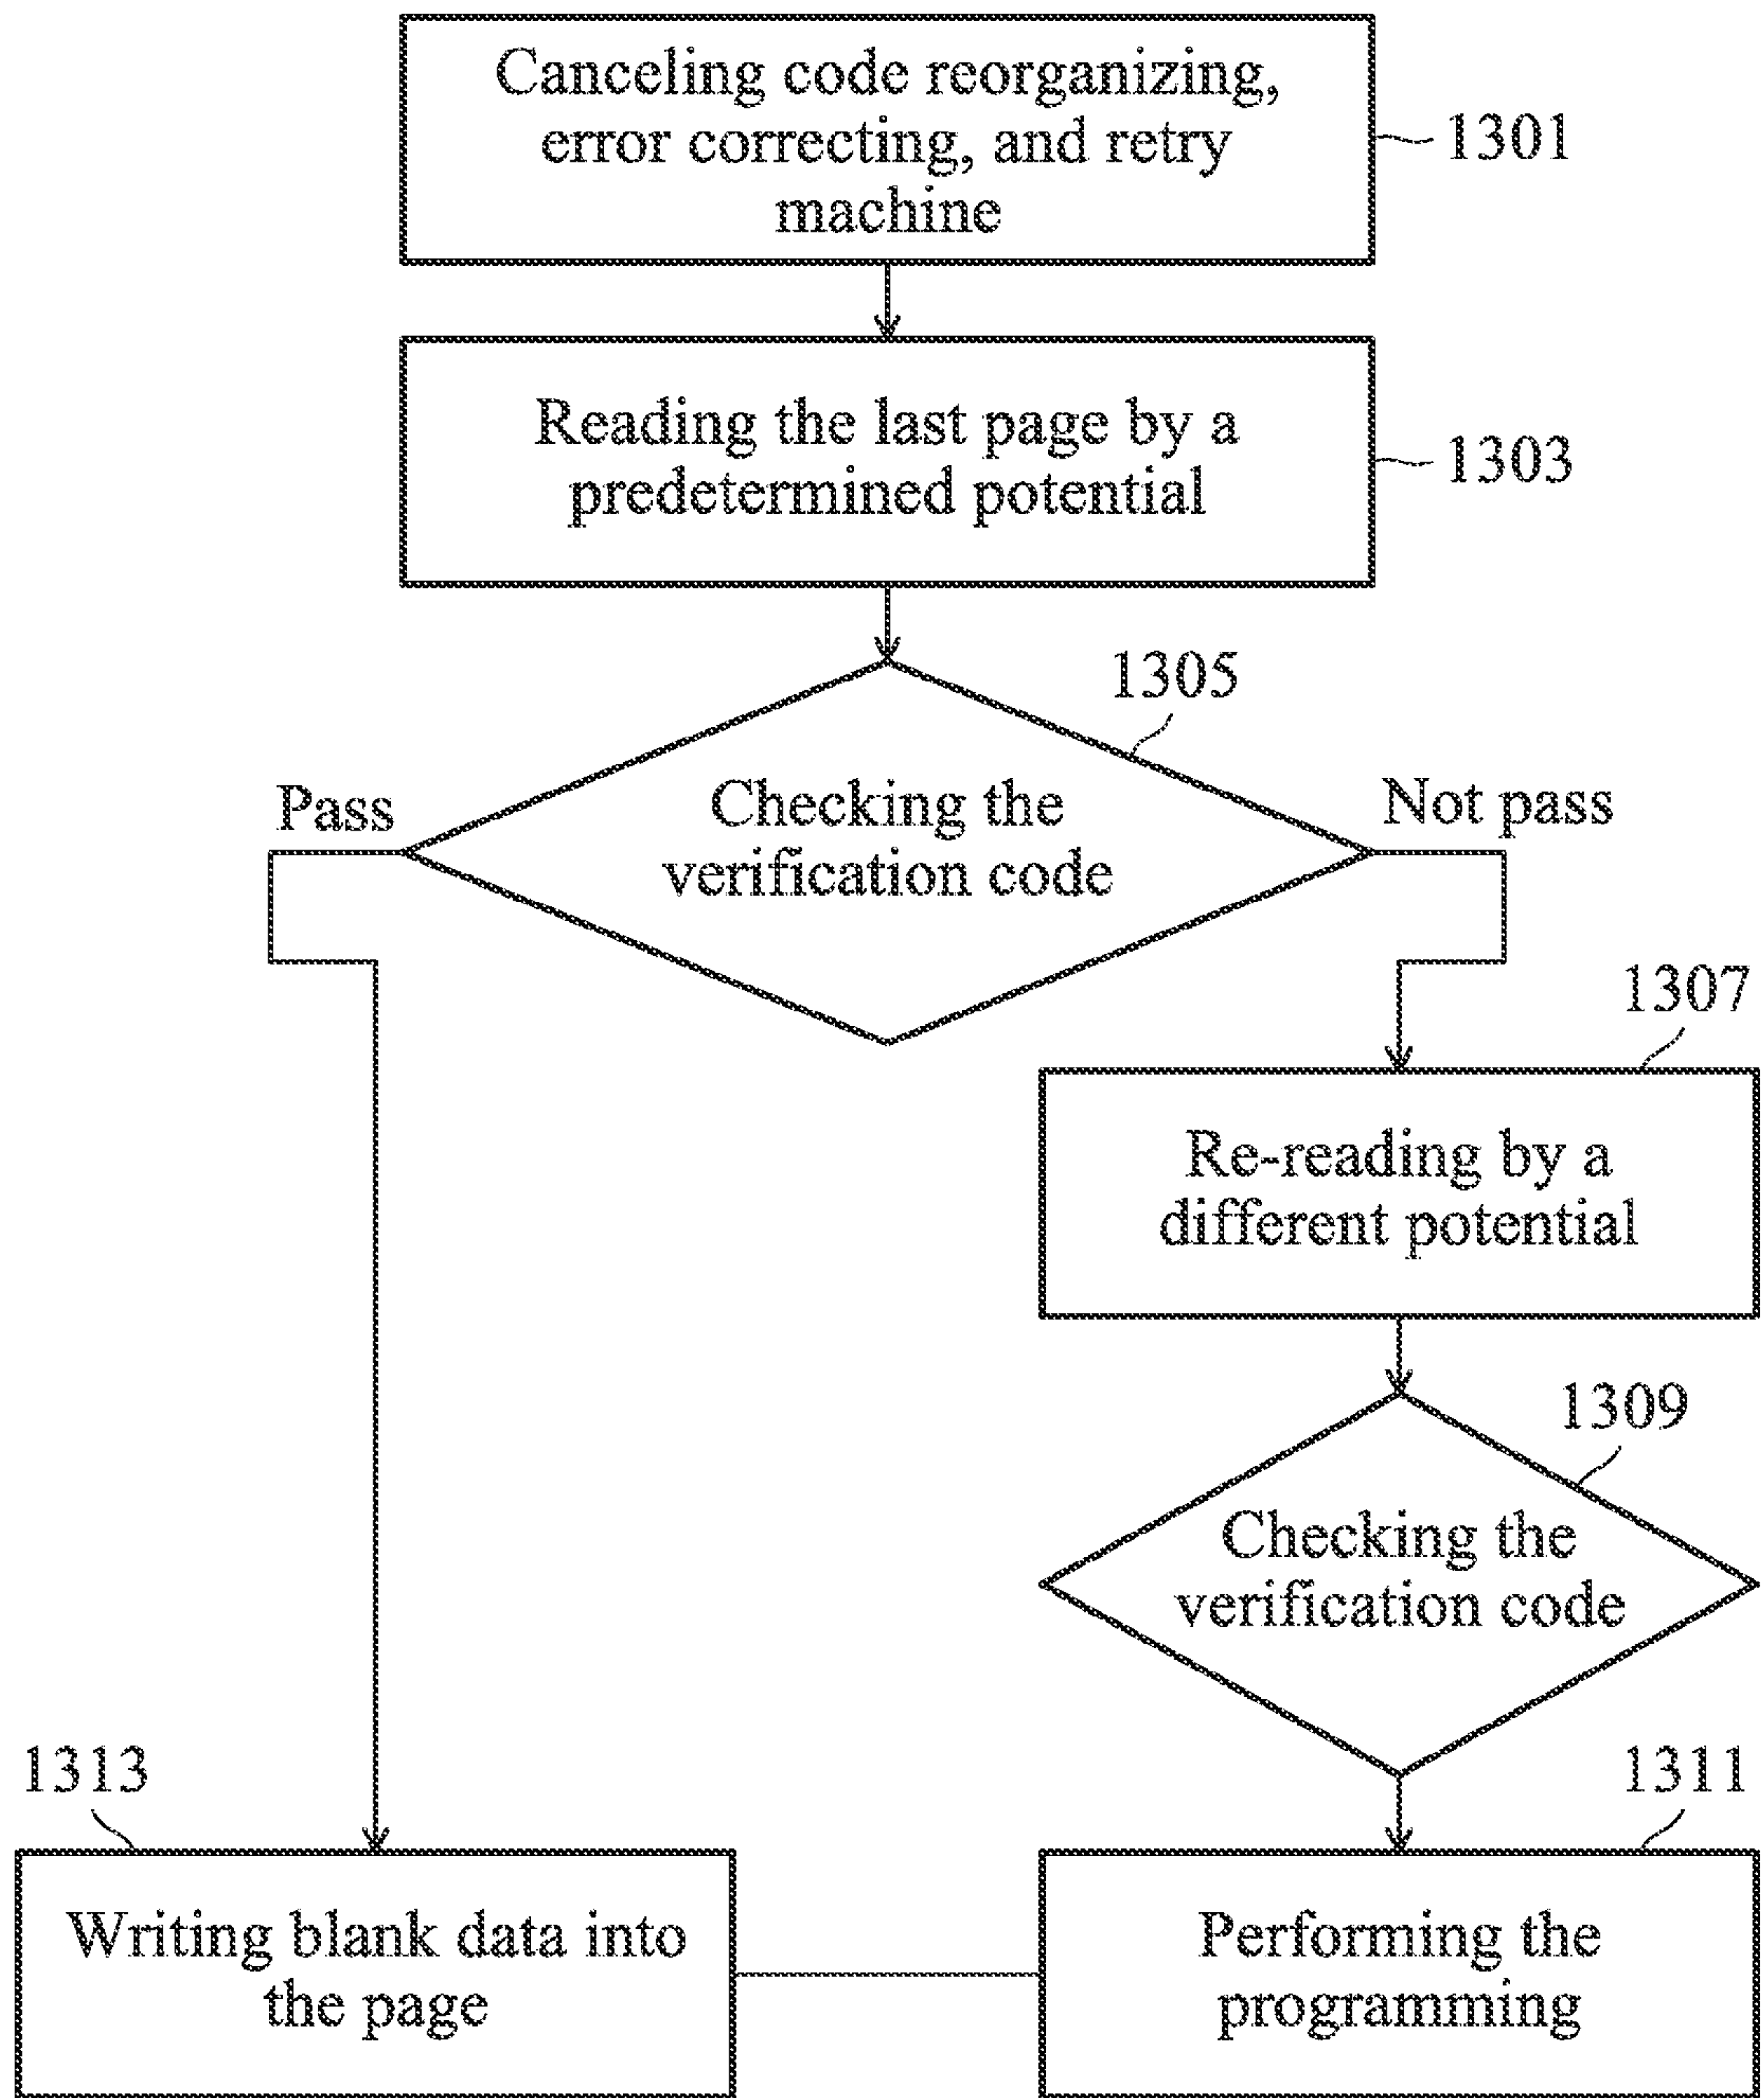 Canceling code reorganizing,
error correcting, and retry
machine
1301
Reading the last page by a
predetermined potential
1303
1305
Pass
Checking the
verification code
Not pass
1307
Re-reading by a
different potential
1309
Checking the
verification code
1313
1311
Writing blank data into
the page
Performing the
programming